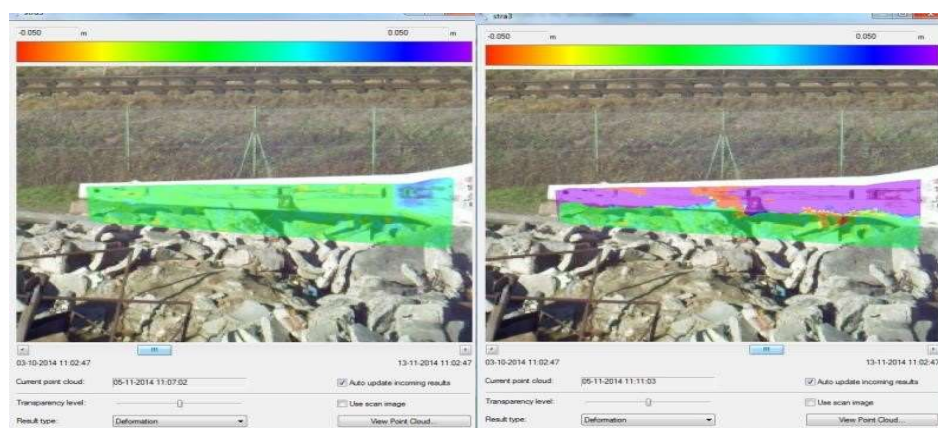 stra3
-0.050 m 0.050 m
03-10-2014 11:02:47 13-11-2014 11:02:47
Current point cloud: 05-11-2014 11:07:02 Auto update incoming results
Transparency level: Use scan image
Result type: Deformation View Point Cloud...
stra3
-0.050 m 0.050 m
03-10-2014 11:02:47 13-11-2014 11:02:47
Current point cloud: 05-11-2014 11:11:03 Auto update incoming results
Transparency level: Use scan image
Result type: Deformation View Point Cloud...